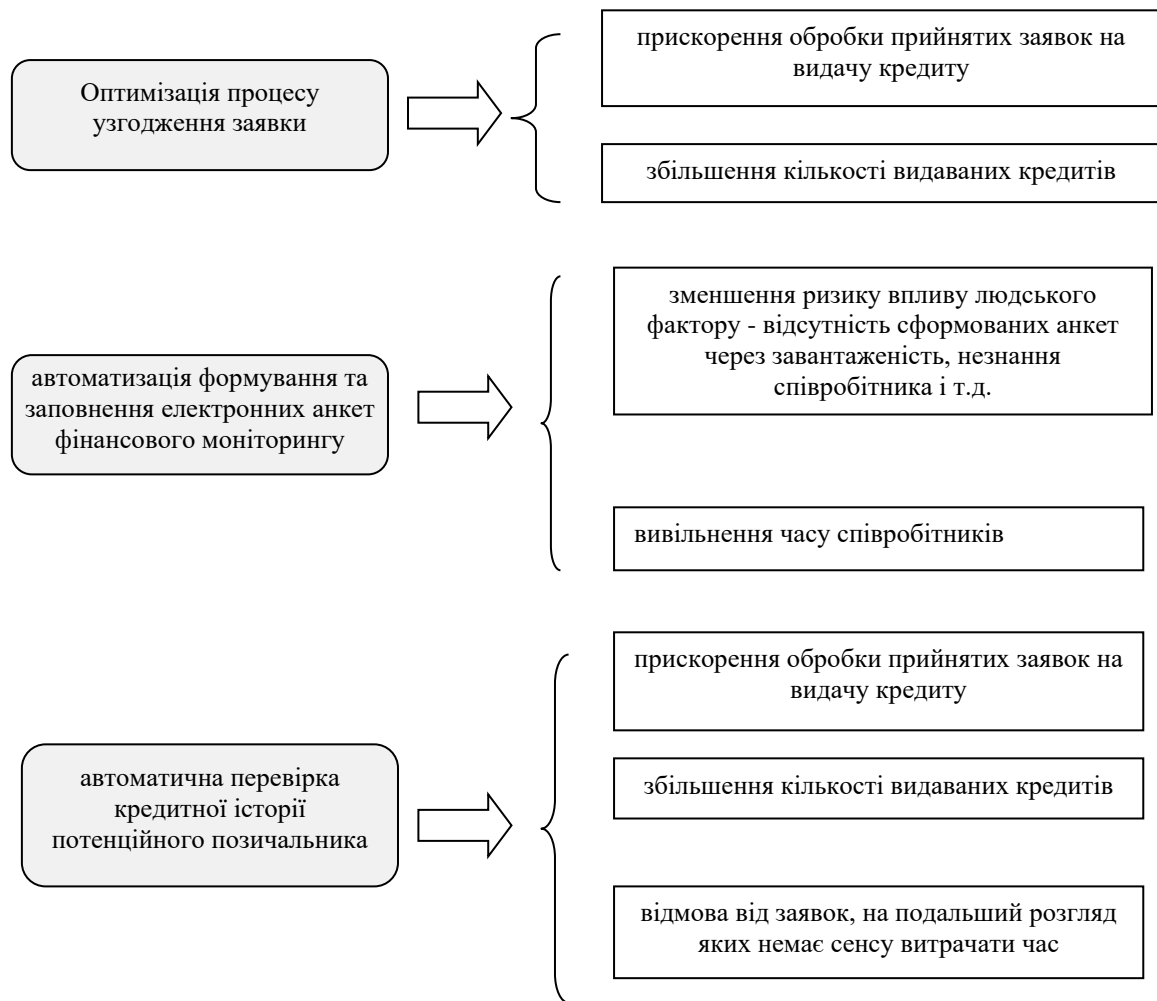 Оптимізація процесу
узгодження заявки
прискорення обробки прийнятих заявок на
видачу кредиту
збільшення кількості видаваних кредитів
автоматизація формування та
заповнення електронних анкет
фінансового моніторингу
зменшення ризику впливу людського
фактору - відсутність сформованих анкет
через завантаженість, незнання
співробітника і т.д.
вивільнення часу співробітників
автоматична перевірка
кредитної історії
потенційного позичальника
прискорення обробки прийнятих заявок на
видачу кредиту
збільшення кількості видаваних кредитів
відмова від заявок, на подальший розгляд
яких немає сенсу витрачати час